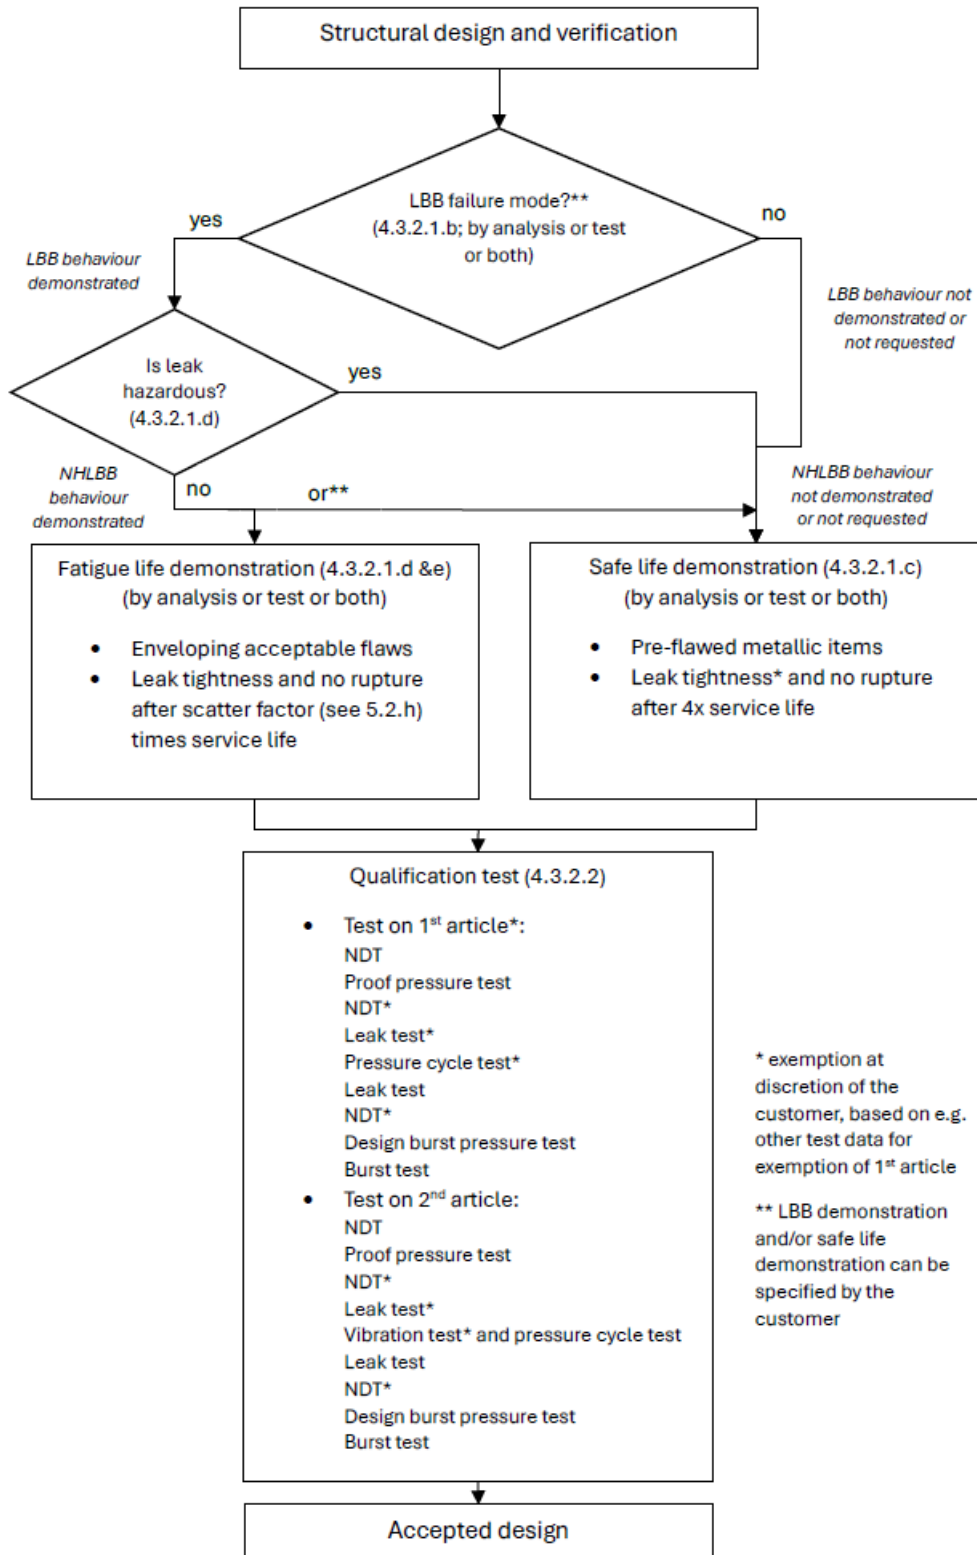 Structural design and verification
LBB failure mode?**
(4.3.2.1.b; by analysis or test
or both)
yes
no
LBB behaviour
demonstrated
LBB behaviour not
demonstrated or
not requested
Is leak
hazardous?
(4.3.2.1.d)
yes
NHLBB
behaviour
demonstrated
no
or**
NHLBB behaviour
not demonstrated
or not requested
Fatigue life demonstration (4.3.2.1.d &e)
(by analysis or test or both)
• Enveloping acceptable flaws
• Leak tightness and no rupture
after scatter factor (see 5.2.h)
times service life
Safe life demonstration (4.3.2.1.c)
(by analysis or test or both)
• Pre-flawed metallic items
• Leak tightness* and no rupture
after 4x service life
Qualification test (4.3.2.2)
• Test on 1st article*:
NDT
Proof pressure test
NDT*
Leak test*
Pressure cycle test*
Leak test
NDT*
Design burst pressure test
Burst test
• Test on 2nd article:
NDT
Proof pressure test
NDT*
Leak test*
Vibration test* and pressure cycle test
Leak test
NDT*
Design burst pressure test
Burst test
* exemption at
discretion of the
customer, based on e.g.
other test data for
exemption of 1st article
** LBB demonstration
and/or safe life
demonstration can be
specified by the
customer
Accepted design